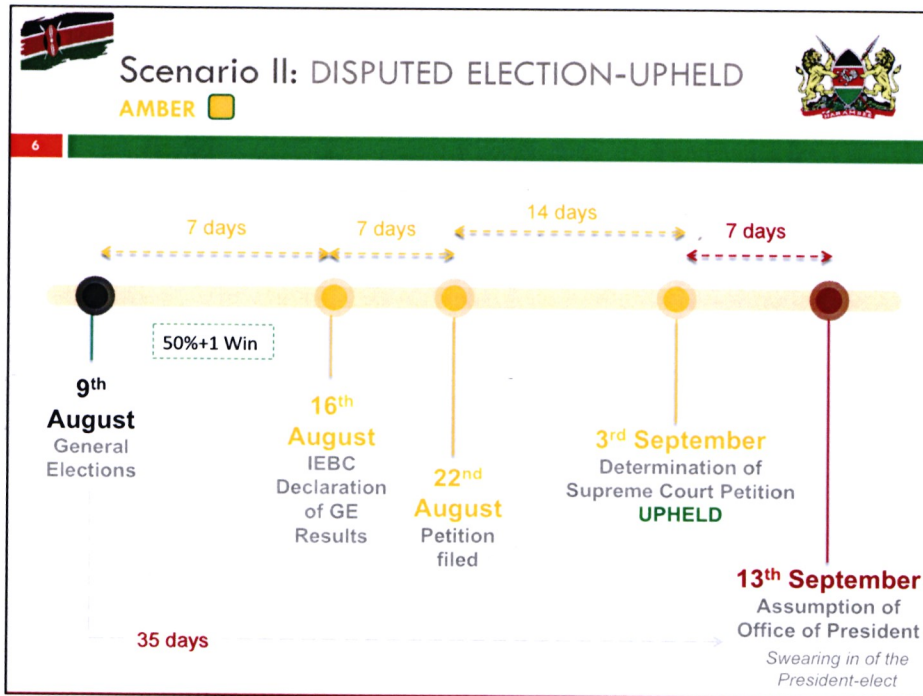 Scenario II: DISPUTED ELECTION-UPHELD
AMBER
HARAMBEE
6
7 days
7 days
14 days
7 days
50%+1 Win
9th
August
General
Elections
16th
August
IEBC
Declaration
of GE
Results
22nd
August
Petition
filed
3rd September
Determination of
Supreme Court Petition
UPHELD
13th September
Assumption of
Office of President
Swearing in of the
President-elect
35 days